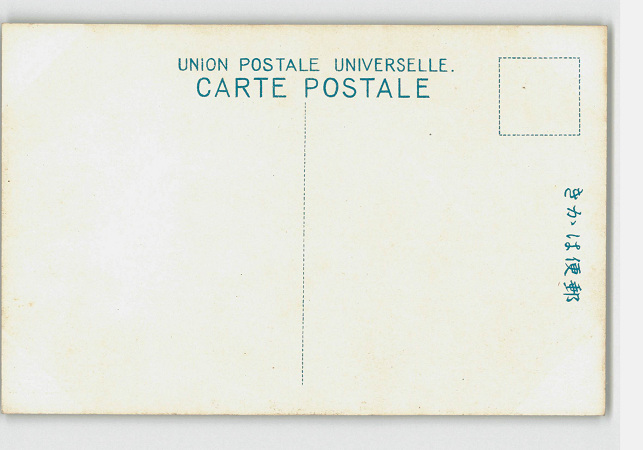 UNION POSTALE UNIVERSELLE.
CARTE POSTALE
きかは便郵